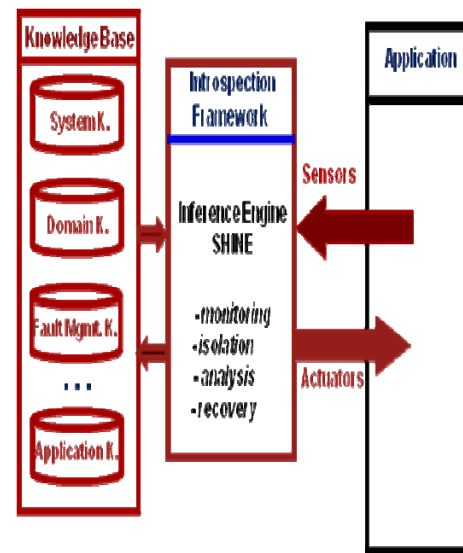 Knowledge Base
System K.
Domain K.
Fault Mgmt. K.
...
Application K.
Introspection
Framework
Inference Engine
SHINE
-monitoring
-isolation
-analysis
-recovery
Sensors
Actuators
Application